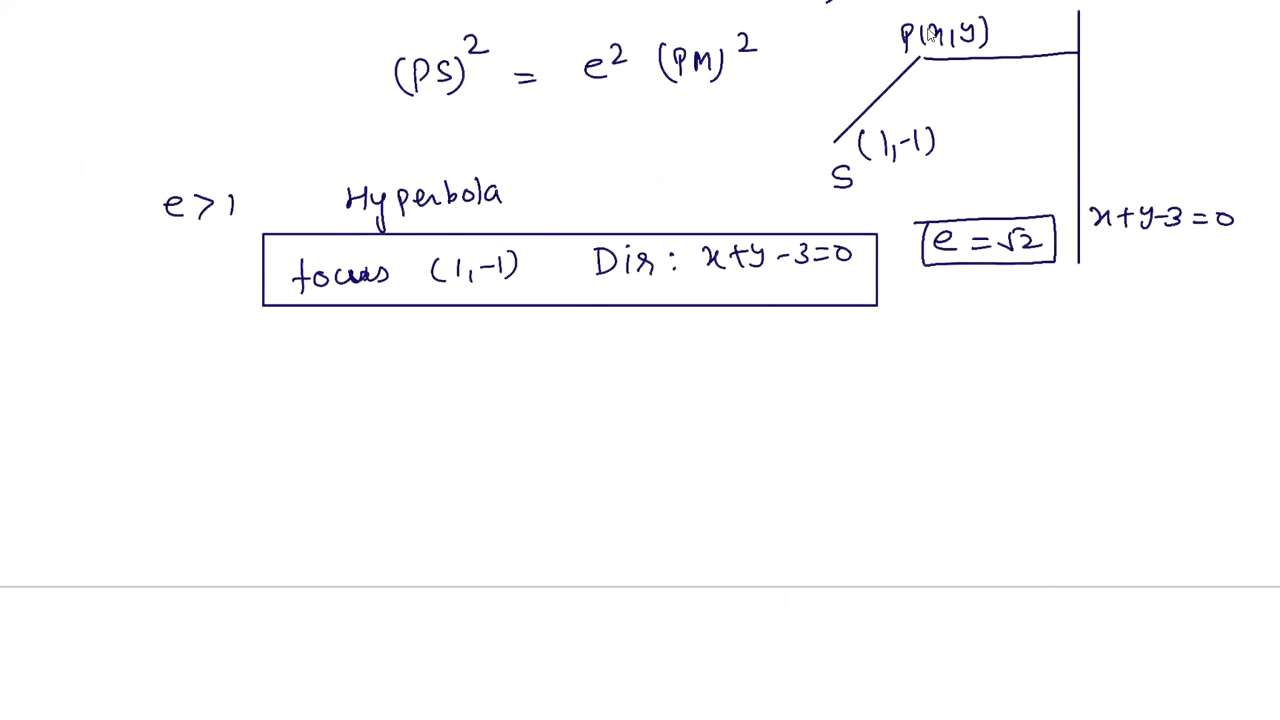 (PS)² = e² (PM)²
P(x,y)
S (1,-1)
x+y-3=0
e = √2
e > 1 Hyperbola
focus (1,-1) Dir: x+y-3=0